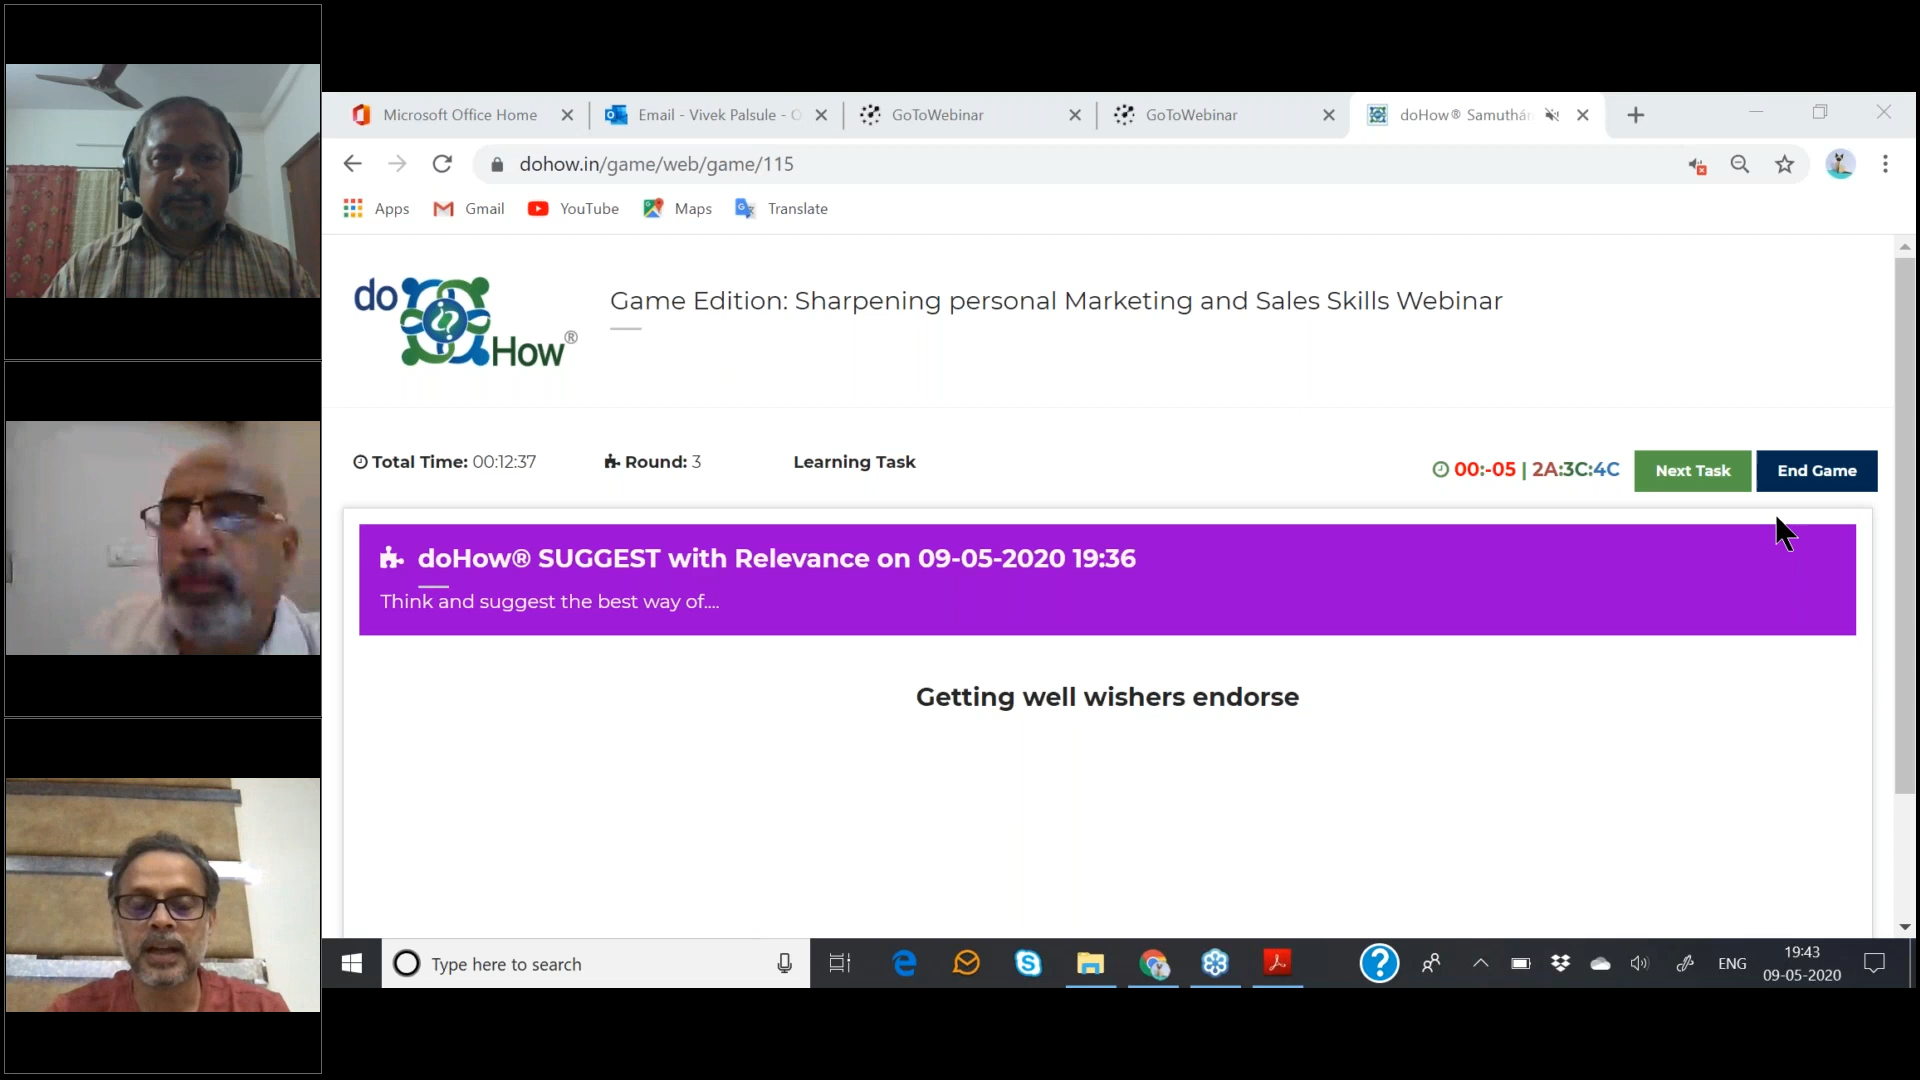 Microsoft Office Home
Email - Vivek Palsule - O
GoToWebinar
GoToWebinar
doHow® Samuthán
dohow.in/game/web/game/115
Apps
Gmail
YouTube
Maps
Translate
do
How®
Game Edition: Sharpening personal Marketing and Sales Skills Webinar
Total Time: 00:12:37
Round: 3
Learning Task
00:-05 | 2A:3C:4C
Next Task
End Game
doHow® SUGGEST with Relevance on 09-05-2020 19:36
Think and suggest the best way of....
Getting well wishers endorse
Type here to search
ENG
19:43
09-05-2020